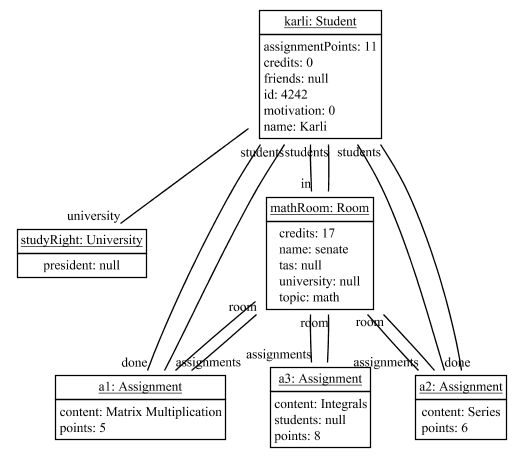 karli: Student
assignmentPoints: 11
credits: 0
friends: null
id: 4242
motivation: 0
name: Karli
students students students
in
university
mathRoom: Room
credits: 17
name: senate
tas: null
university: null
topic: math
studyRight: University
president: null
room room room
done assignments assignments assignments done
a1: Assignment
content: Matrix Multiplication
points: 5
a3: Assignment
content: Integrals
students: null
points: 8
a2: Assignment
content: Series
points: 6